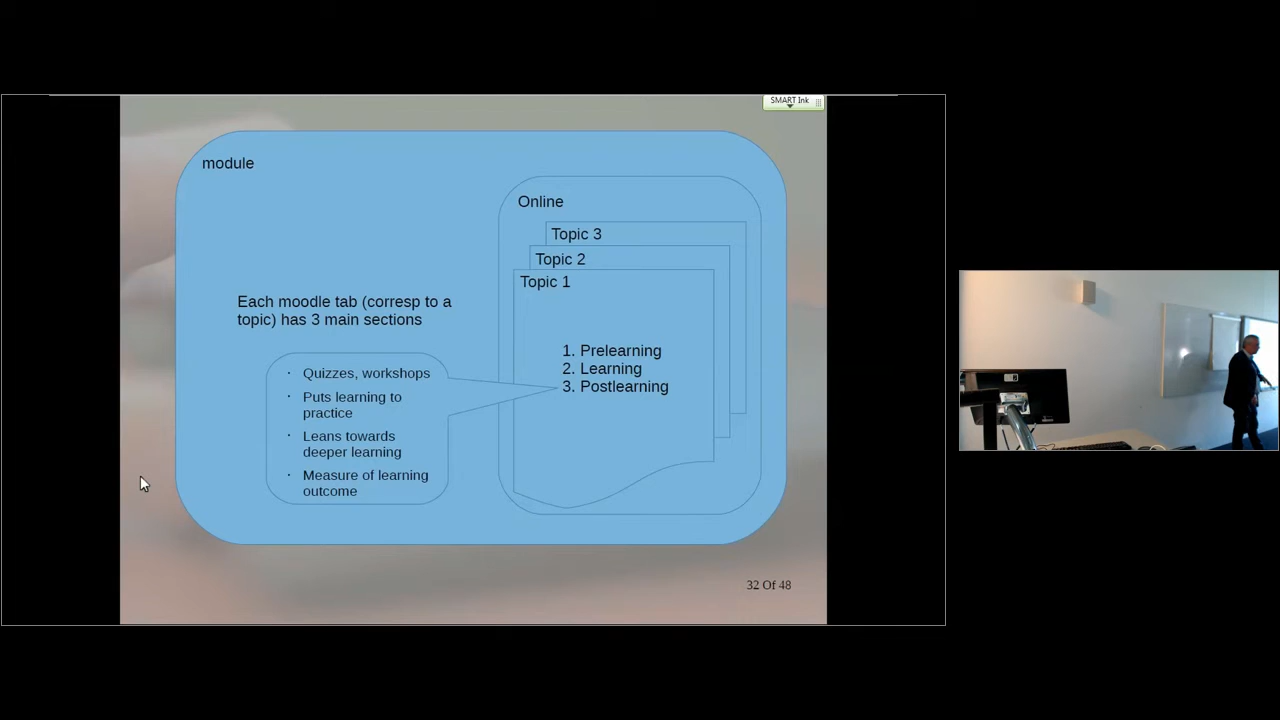 SMART Ink
module
Online
Topic 3
Topic 2
Topic 1
Each moodle tab (corresp to a
topic) has 3 main sections
1. Prelearning
2. Learning
3. Postlearning
· Quizzes, workshops
· Puts learning to
practice
· Leans towards
deeper learning
· Measure of learning
outcome
32 Of 48